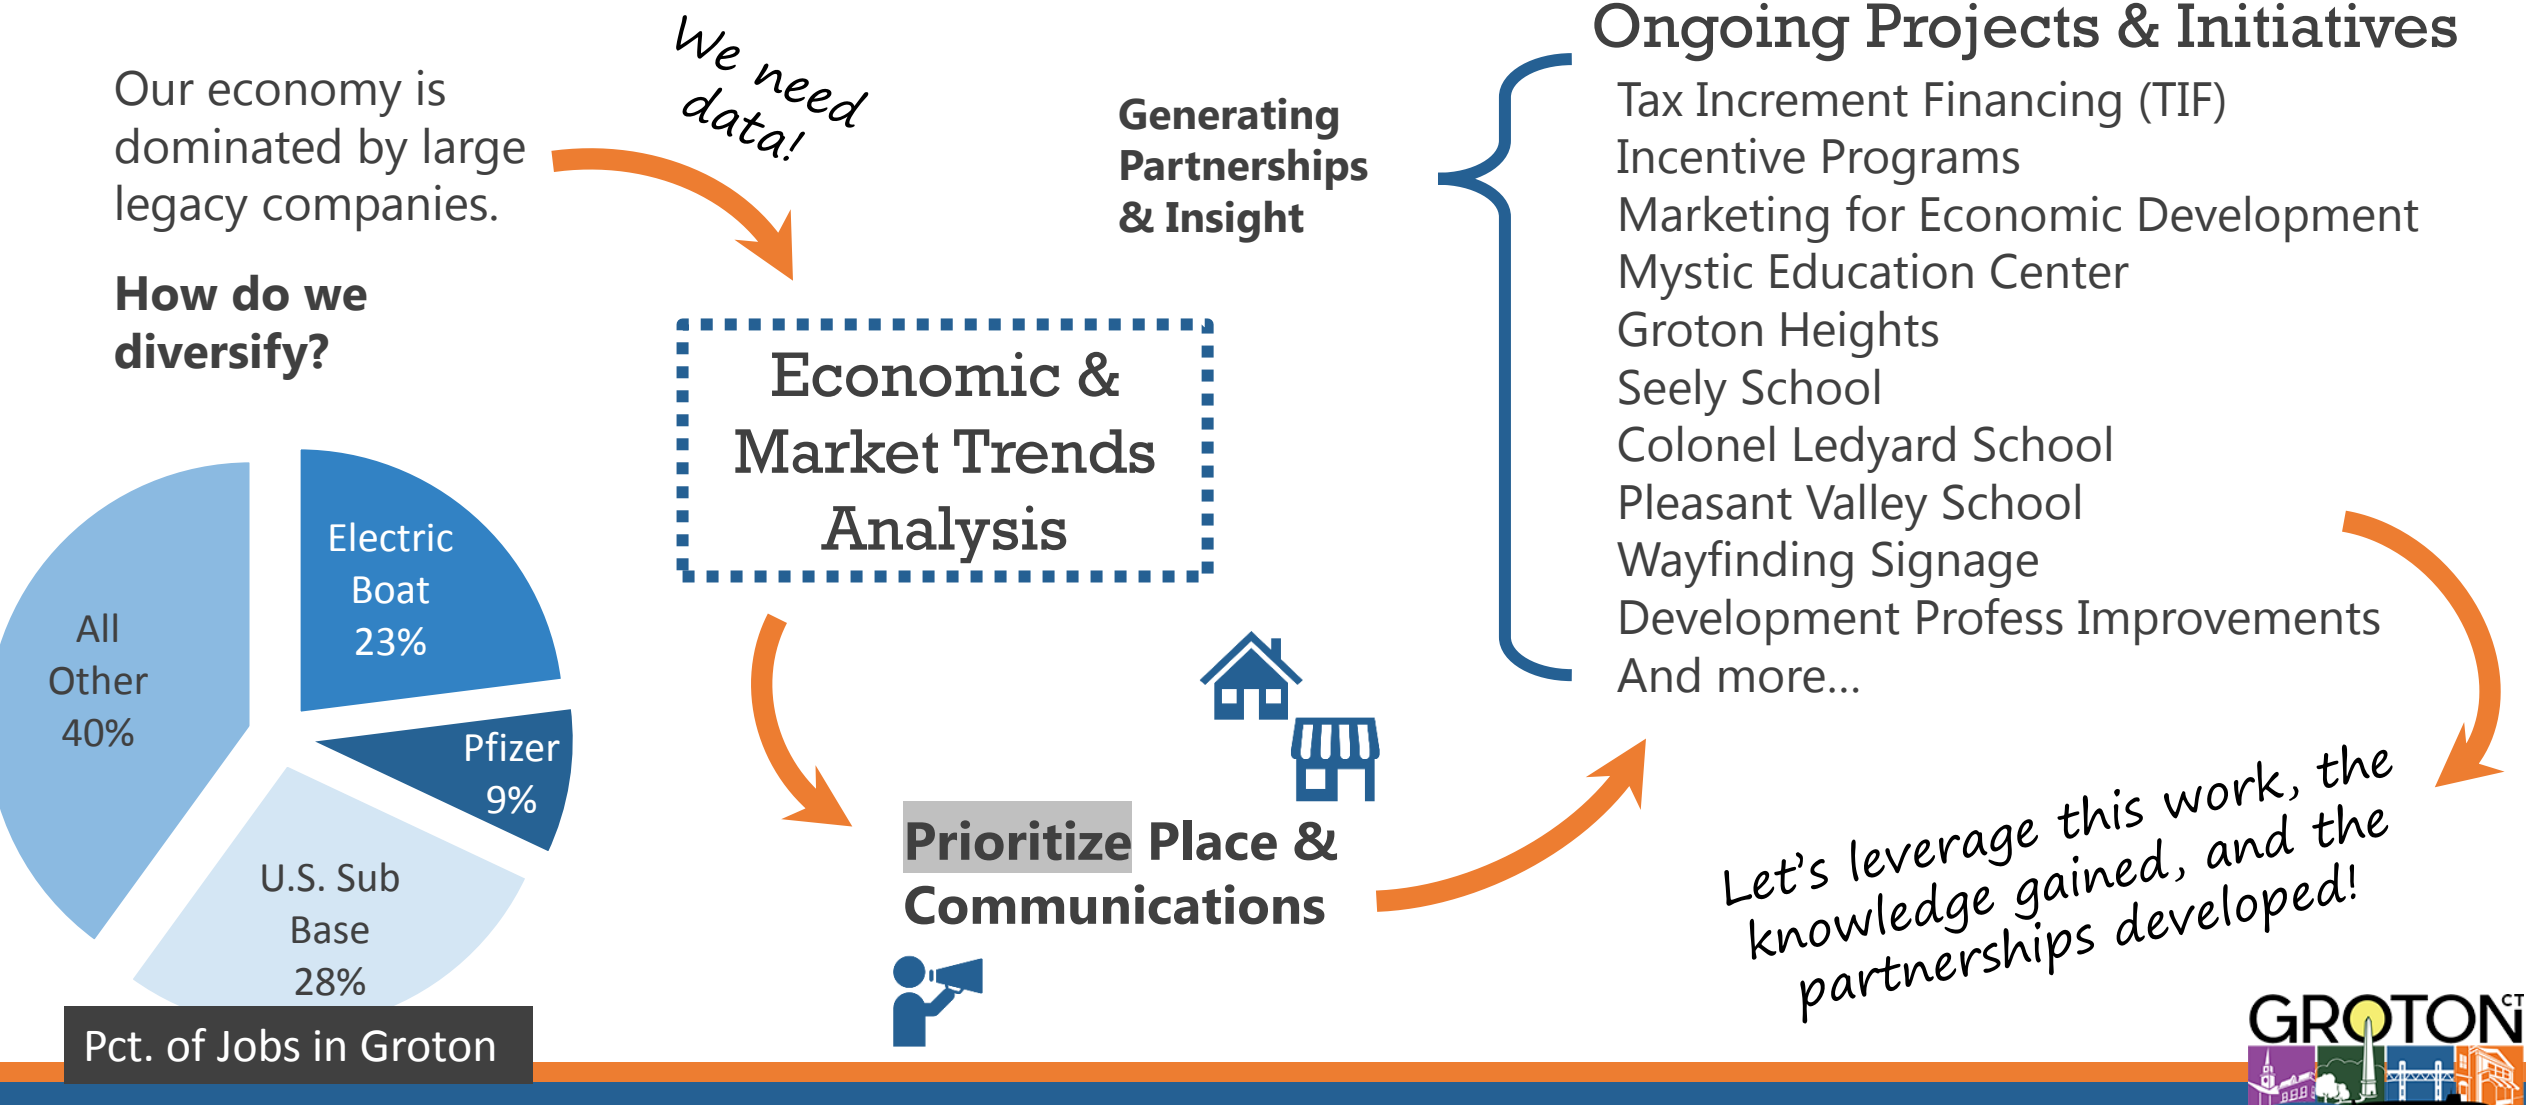 Our economy is
dominated by large
legacy companies.
How do we
diversify?
We need
data!
Economic &
Market Trends
Analysis
Generating
Partnerships
& Insight
Ongoing Projects & Initiatives
Tax Increment Financing (TIF)
Incentive Programs
Marketing for Economic Development
Mystic Education Center
Groton Heights
Seely School
Colonel Ledyard School
Pleasant Valley School
Wayfinding Signage
Development Profess Improvements
And more...
Electric
Boat
23%
Pfizer
9%
U.S. Sub
Base
28%
All
Other
40%
Pct. of Jobs in Groton
Prioritize Place &
Communications
Let's leverage this work, the
knowledge gained, and the
partnerships developed!
GROTON CT